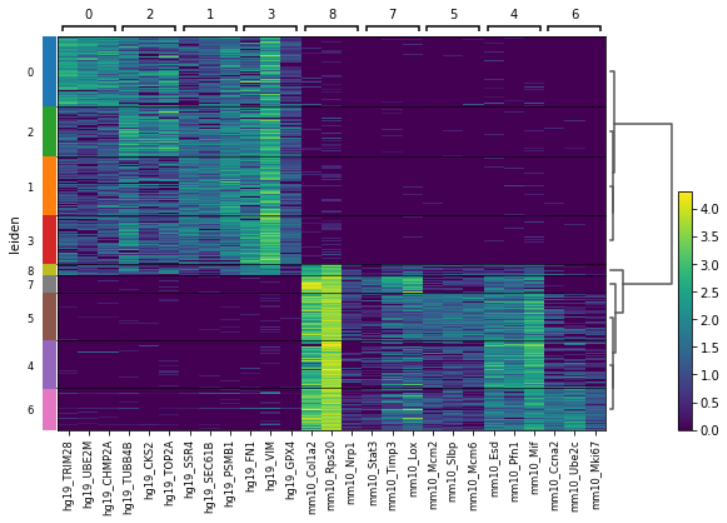 0 2 1 3 8 7 5 4 6
leiden
0
2
1
3
8
7
5
4
6
4.0
3.5
3.0
2.5
2.0
1.5
1.0
0.5
0.0
hg19_TRIM28
hg19_UBE2M
hg19_CHMP2A
hg19_TUBB4B
hg19_CKS2
hg19_TOP2A
hg19_SSR4
hg19_SEC61B
hg19_PSMB1
hg19_FN1
hg19_VIM
hg19_GPX4
mm10_Col1a2
mm10_Rps20
mm10_Nrp1
mm10_Stat3
mm10_Timp3
mm10_Lox
mm10_Mcm2
mm10_Slbp
mm10_Mcm6
mm10_Esd
mm10_Pfn1
mm10_Mif
mm10_Ccna2
mm10_Ube2c
mm10_Mki67